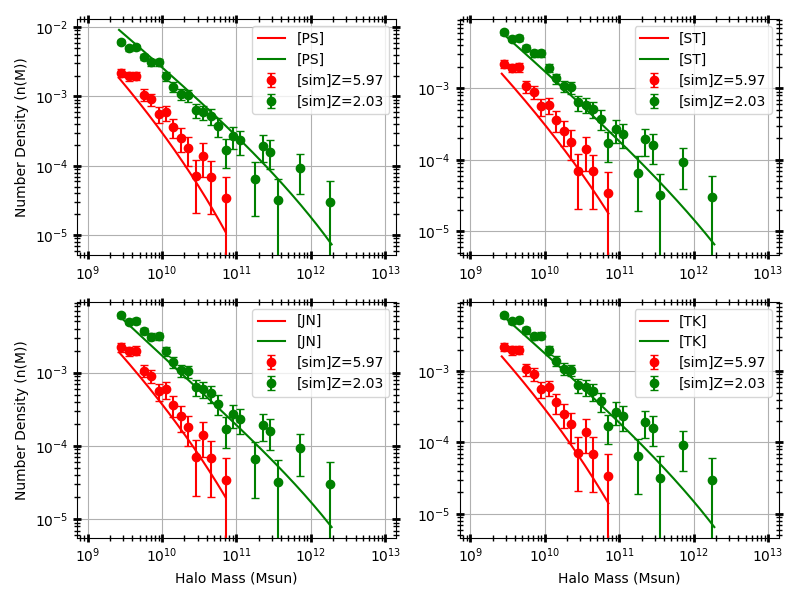 [PS]
[PS]
[sim]Z=5.97
[sim]Z=2.03
Number Density (n(M))
10⁻²
10⁻³
10⁻⁴
10⁻⁵
10⁹ 10¹⁰ 10¹¹ 10¹² 10¹³
[ST]
[ST]
[sim]Z=5.97
[sim]Z=2.03
10⁻³
10⁻⁴
10⁻⁵
10⁹ 10¹⁰ 10¹¹ 10¹² 10¹³
[JN]
[JN]
[sim]Z=5.97
[sim]Z=2.03
Number Density (n(M))
10⁻³
10⁻⁴
10⁻⁵
10⁹ 10¹⁰ 10¹¹ 10¹² 10¹³
Halo Mass (Msun)
[TK]
[TK]
[sim]Z=5.97
[sim]Z=2.03
10⁻³
10⁻⁴
10⁻⁵
10⁹ 10¹⁰ 10¹¹ 10¹² 10¹³
Halo Mass (Msun)